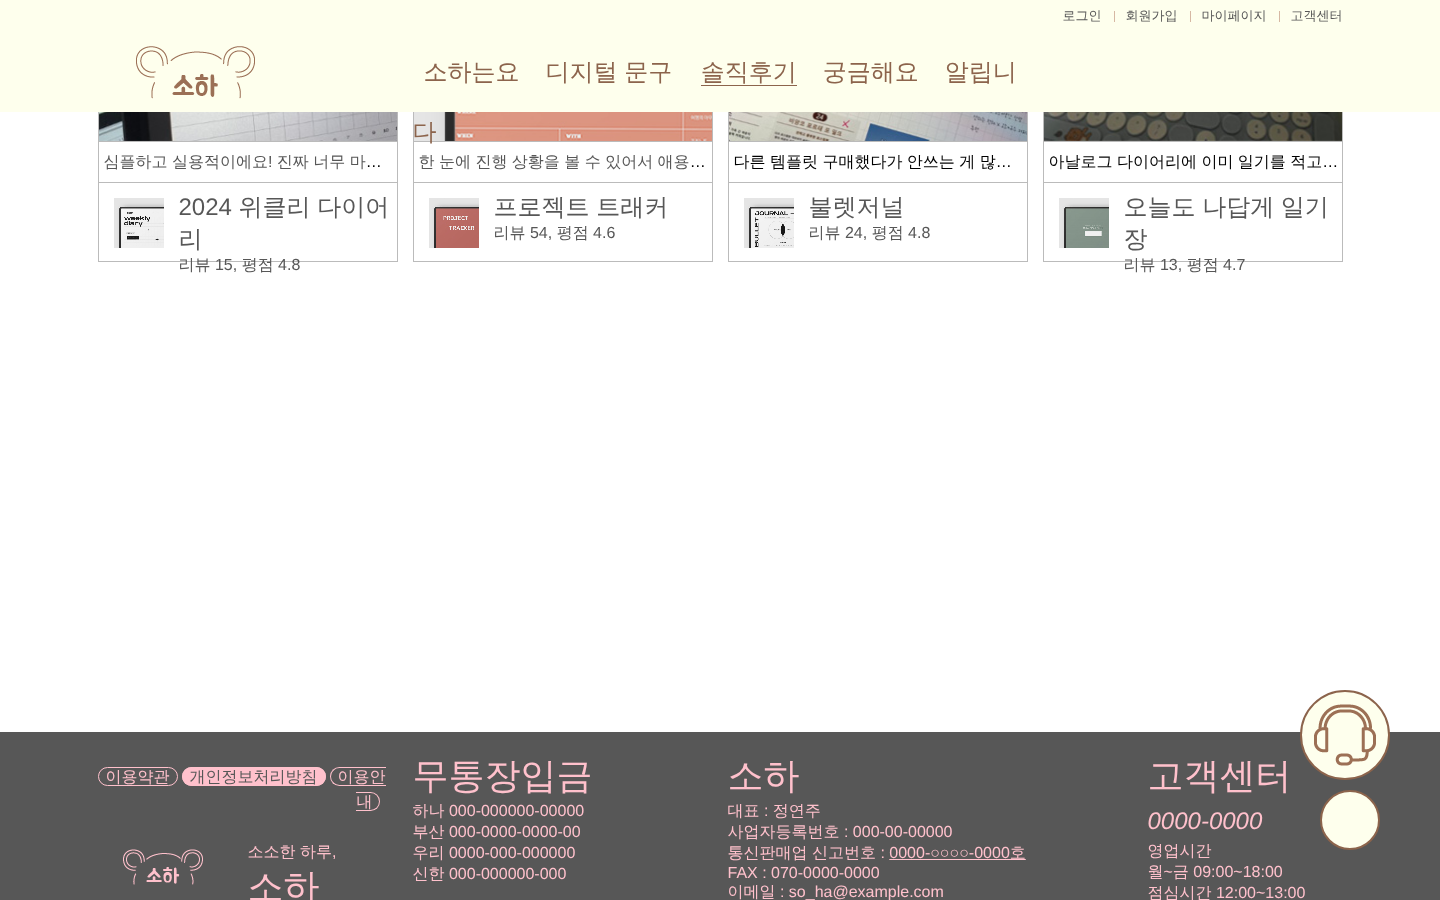 로그인
회원가입
마이페이지
고객센터
소하
소하는요
디지털 문구
솔직후기
궁금해요
알립니
다
WHEN
WITH
24
심플하고 실용적이에요! 진짜 너무 마...
한 눈에 진행 상황을 볼 수 있어서 애용...
다른 템플릿 구매했다가 안쓰는 게 많...
아날로그 다이어리에 이미 일기를 적고...
weekly
diary
2024 위클리 다이어
리
리뷰 15, 평점 4.8
PROJECT
TRACKER
프로젝트 트래커
리뷰 54, 평점 4.6
JOURNAL
BULLET
불렛저널
리뷰 24, 평점 4.8
오늘도 나답게 일기
장
리뷰 13, 평점 4.7
이용약관
개인정보처리방침
이용안
내
소하
소소한 하루,
소하
무통장입금
하나 000-000000-00000
부산 000-0000-0000-00
우리 0000-000-000000
신한 000-000000-000
소하
대표 : 정연주
사업자등록번호 : 000-00-00000
통신판매업 신고번호 : 0000-○○○○-0000호
FAX : 070-0000-0000
이메일 : so_ha@example.com
고객센터
0000-0000
영업시간
월~금 09:00~18:00
점심시간 12:00~13:00